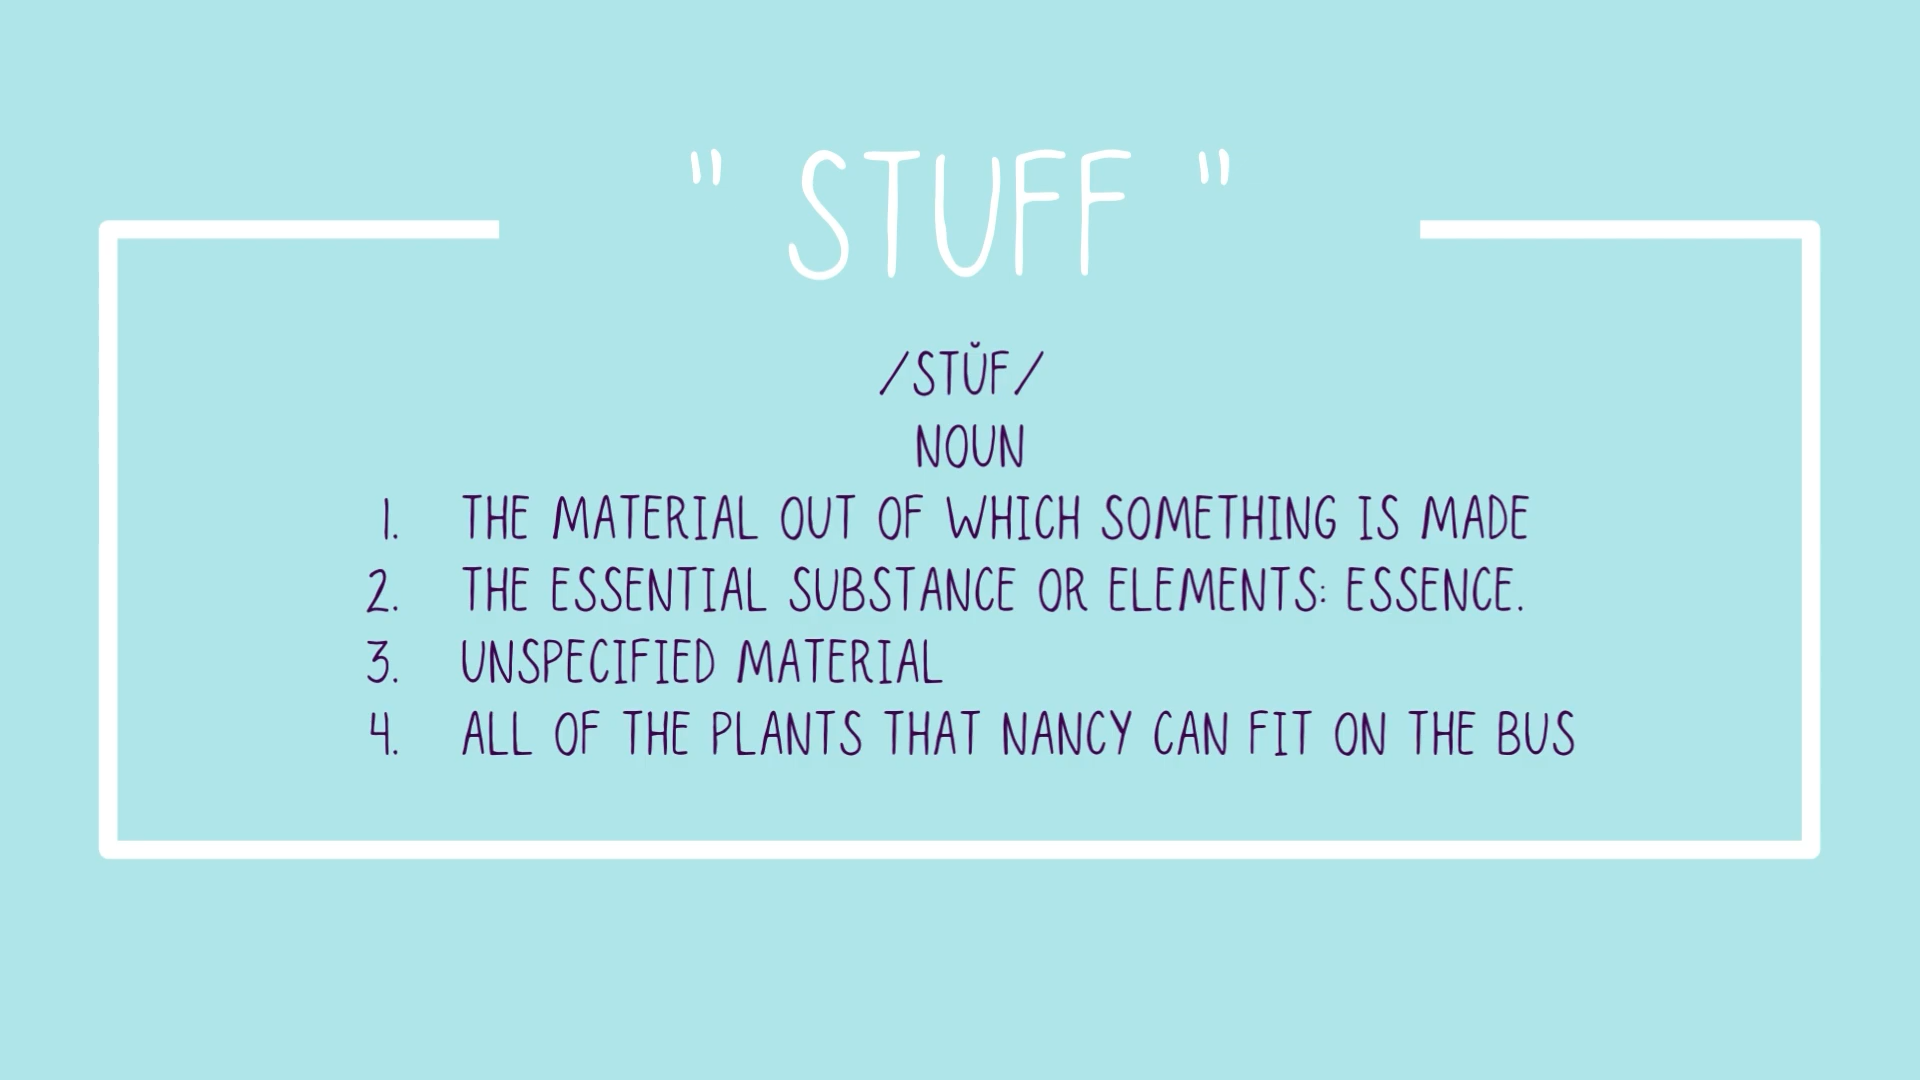 " STUFF "
/STŬF/
NOUN
1. THE MATERIAL OUT OF WHICH SOMETHING IS MADE
2. THE ESSENTIAL SUBSTANCE OR ELEMENTS: ESSENCE.
3. UNSPECIFIED MATERIAL
4. ALL OF THE PLANTS THAT NANCY CAN FIT ON THE BUS